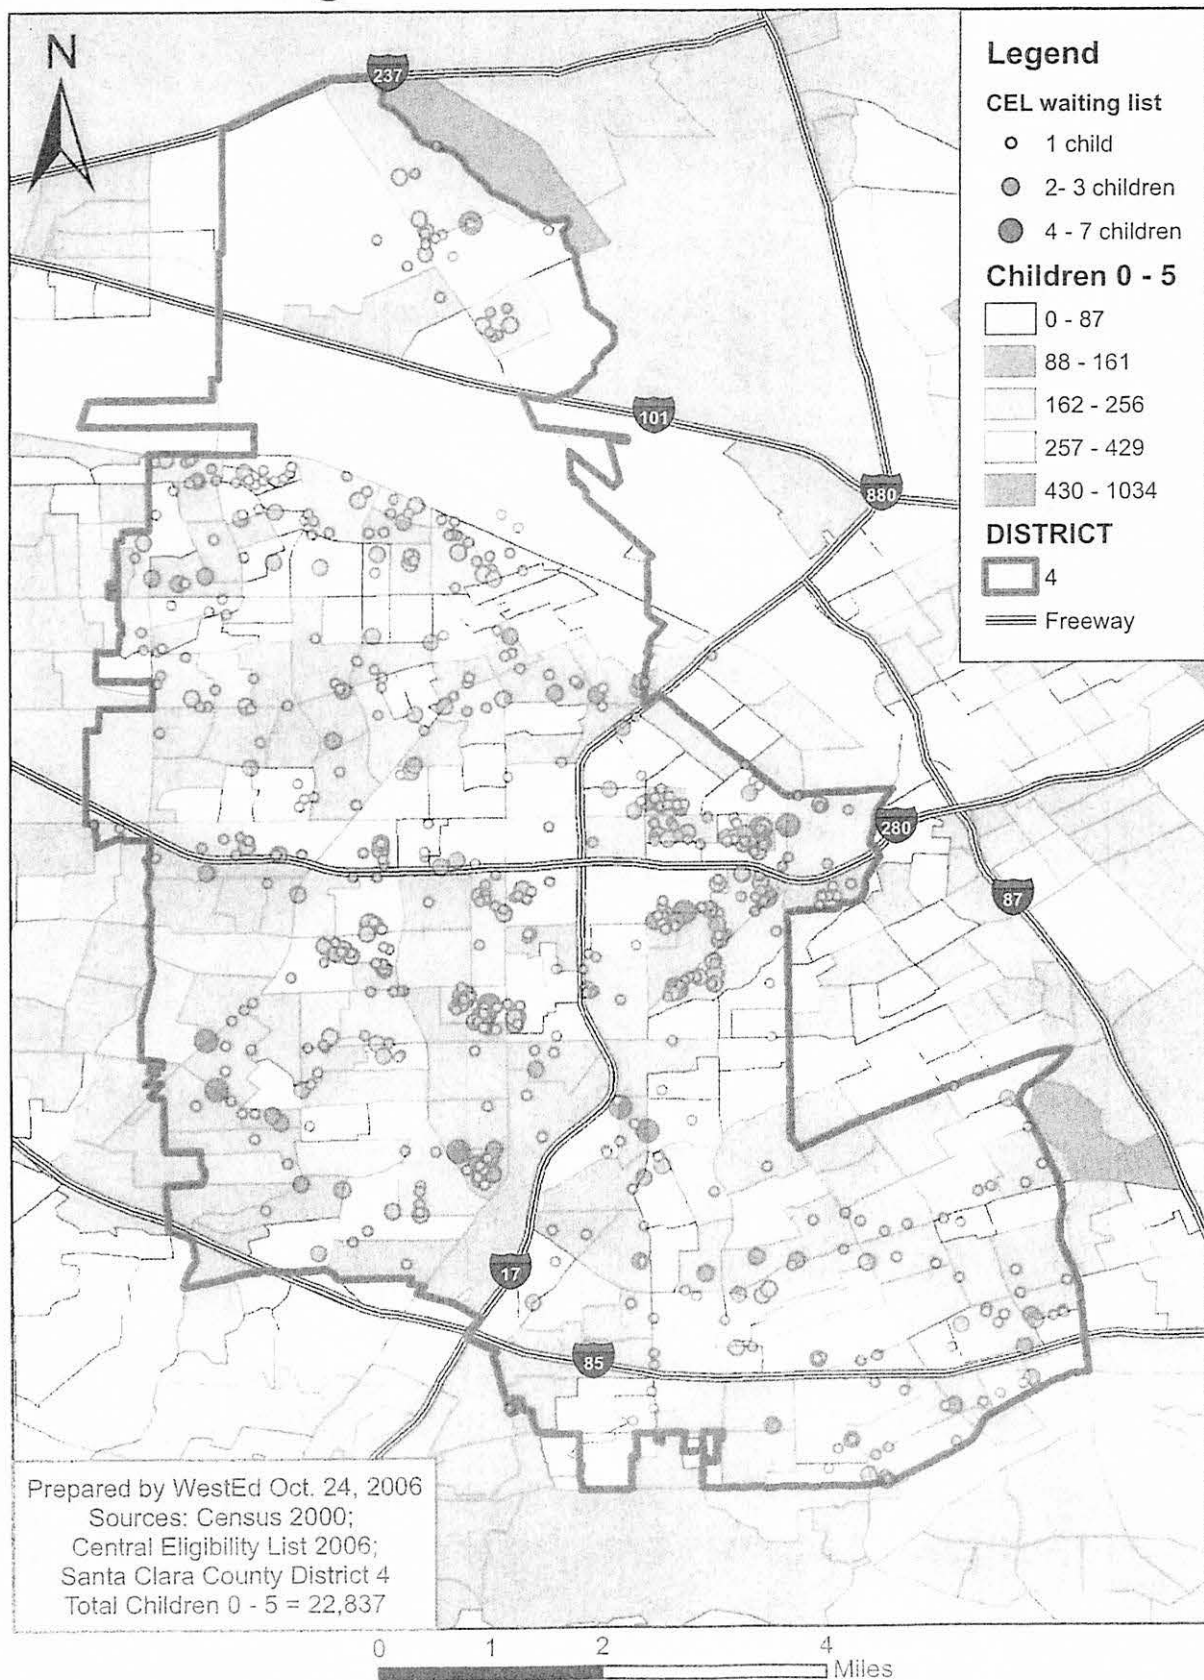 N
237
101
880
280
87
17
85
Legend
CEL waiting list
1 child
2- 3 children
4 - 7 children
Children 0 - 5
0 - 87
88 - 161
162 - 256
257 - 429
430 - 1034
DISTRICT
4
Freeway
Prepared by WestEd Oct. 24, 2006
Sources: Census 2000;
Central Eligibility List 2006;
Santa Clara County District 4
Total Children 0 - 5 = 22,837
0 1 2 4
Miles